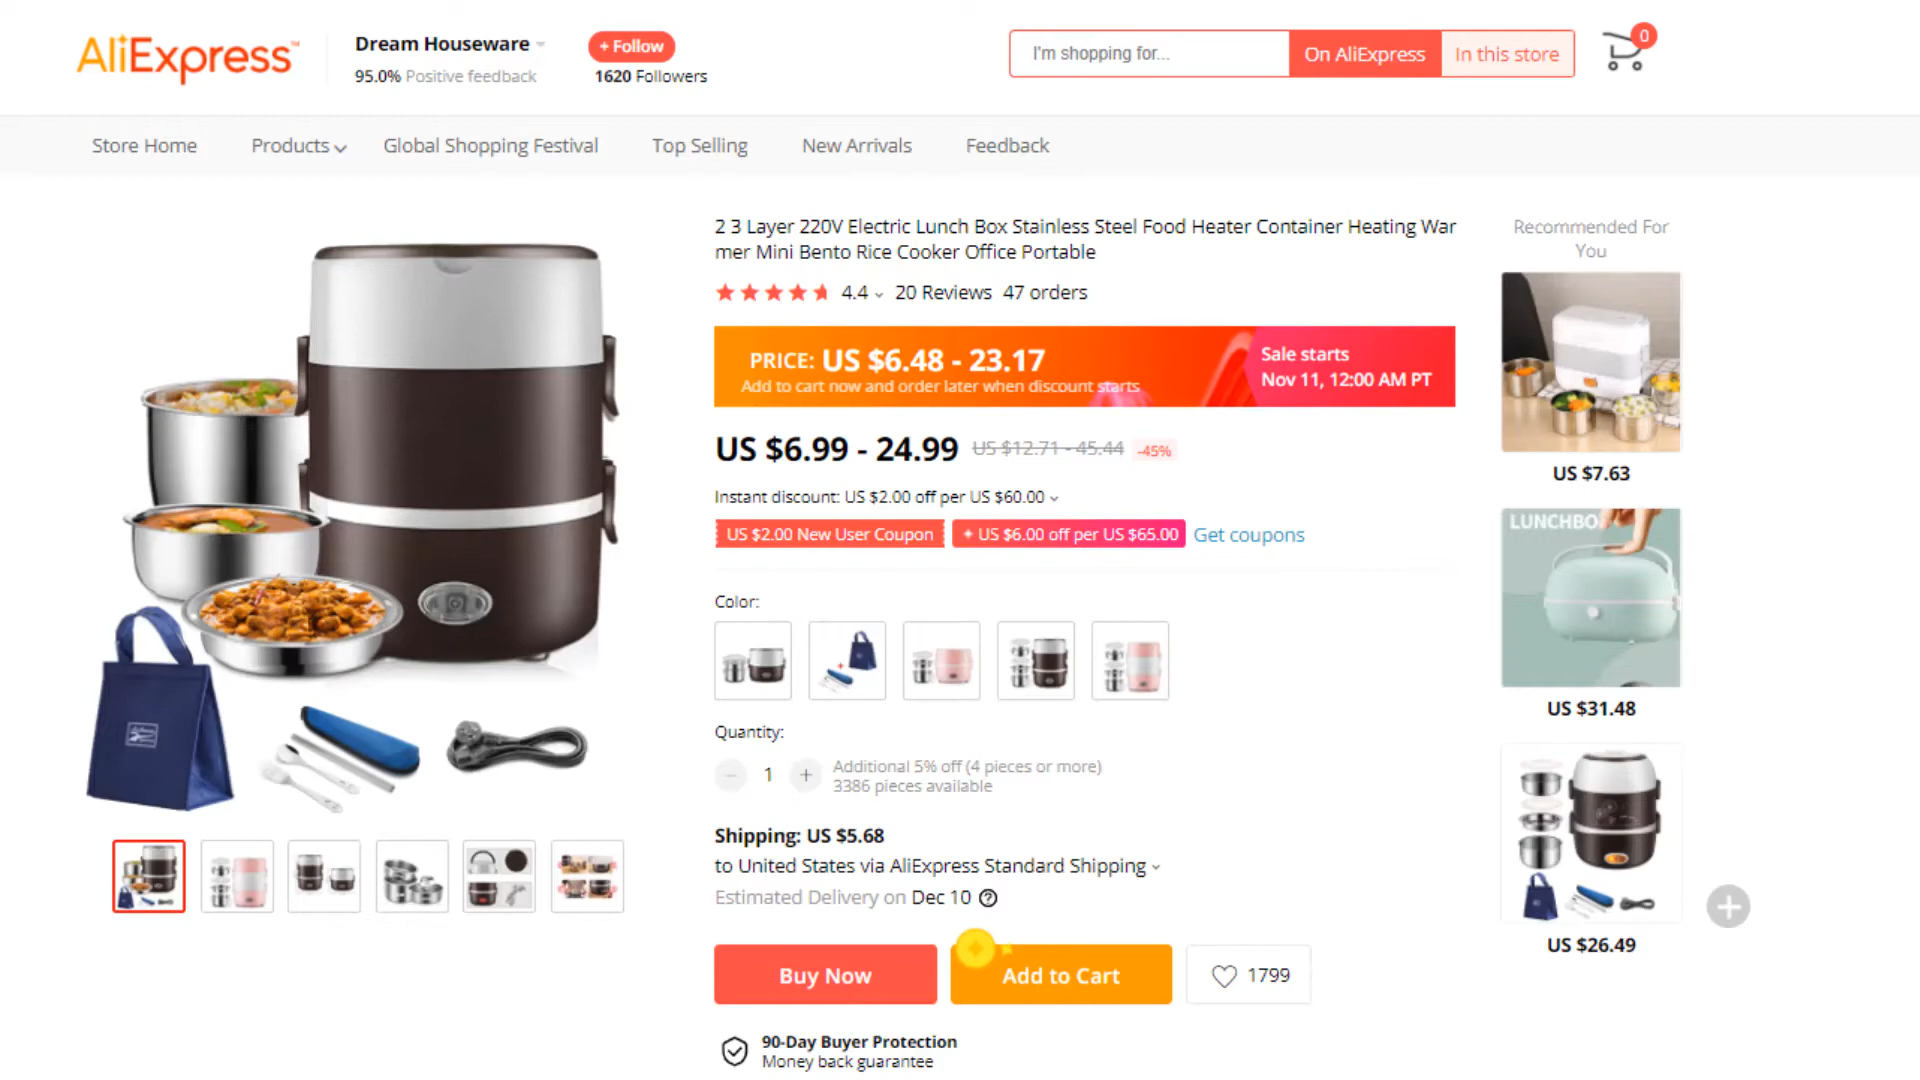 AliExpress™
Dream Houseware
95.0% Positive feedback
+ Follow
1620 Followers
I'm shopping for...
On AliExpress
In this store
0
Store Home
Products
Global Shopping Festival
Top Selling
New Arrivals
Feedback
2 3 Layer 220V Electric Lunch Box Stainless Steel Food Heater Container Heating War
mer Mini Bento Rice Cooker Office Portable
4.4
20 Reviews
47 orders
PRICE: US $6.48 - 23.17
Add to cart now and order later when discount starts
Sale starts
Nov 11, 12:00 AM PT
US $6.99 - 24.99
US $12.71 - 45.44
-45%
Instant discount: US $2.00 off per US $60.00
US $2.00 New User Coupon
US $6.00 off per US $65.00
Get coupons
Color:
Quantity:
1
Additional 5% off (4 pieces or more)
3386 pieces available
Shipping: US $5.68
to United States via AliExpress Standard Shipping
Estimated Delivery on Dec 10
Buy Now
Add to Cart
1799
90-Day Buyer Protection
Money back guarantee
Recommended For
You
US $7.63
LUNCHBO
US $31.48
US $26.49